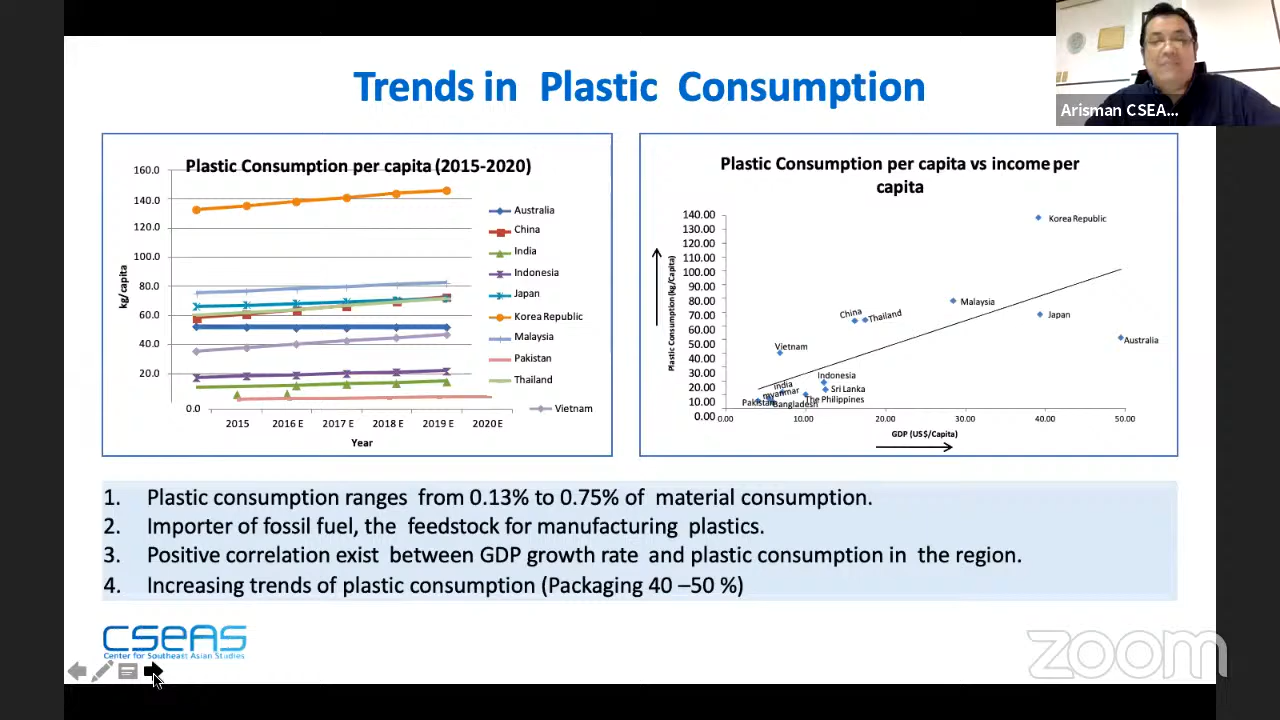 Trends in Plastic Consumption
Arisman CSEA...
Plastic Consumption per capita (2015-2020)
160.0
140.0
120.0
100.0
80.0
60.0
40.0
20.0
0.0
kg/capita
2015 2016 E 2017 E 2018 E 2019 E 2020 E
Year
Australia
China
India
Indonesia
Japan
Korea Republic
Malaysia
Pakistan
Thailand
Vietnam
Plastic Consumption per capita vs income per
capita
140.00
130.00
120.00
110.00
100.00
90.00
80.00
70.00
60.00
50.00
40.00
30.00
20.00
10.00
0.00
Plastic Consumption(kg/Capita)
Korea Republic
Malaysia
China
Thailand
Japan
Australia
Vietnam
Indonesia
India
Sri Lanka
myanmar
The Philippines
Pakistan
Bangladesh
0.00 10.00 20.00 30.00 40.00 50.00
GDP (US$/Capita)
1. Plastic consumption ranges from 0.13% to 0.75% of material consumption.
2. Importer of fossil fuel, the feedstock for manufacturing plastics.
3. Positive correlation exist between GDP growth rate and plastic consumption in the region.
4. Increasing trends of plastic consumption (Packaging 40 –50 %)
CSEAS
Center for Southeast Asian Studies
zoom